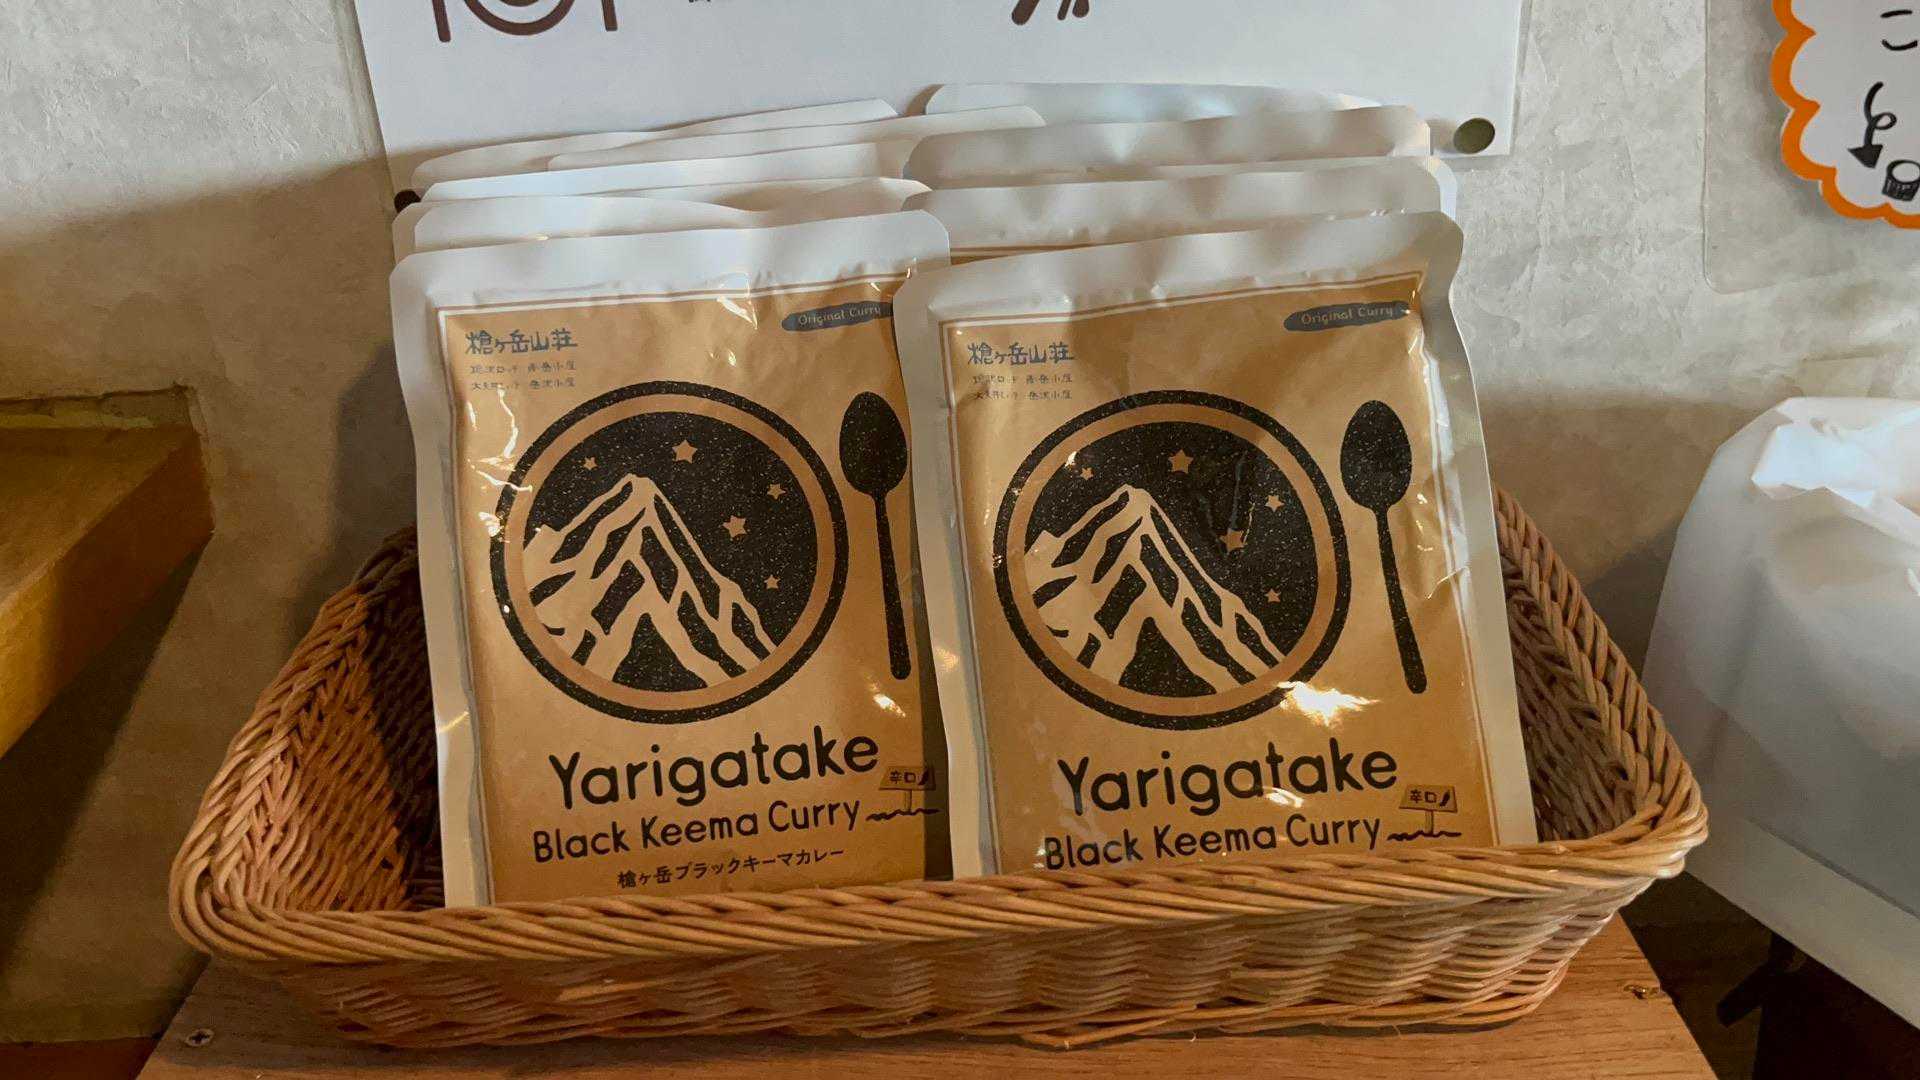 Original Curry
槍ヶ岳山荘
Yarigatake
辛口
Black Keema Curry
槍ヶ岳ブラックキーマカレー
Original Curry
槍ヶ岳山荘
Yarigatake
辛口
Black Keema Curry